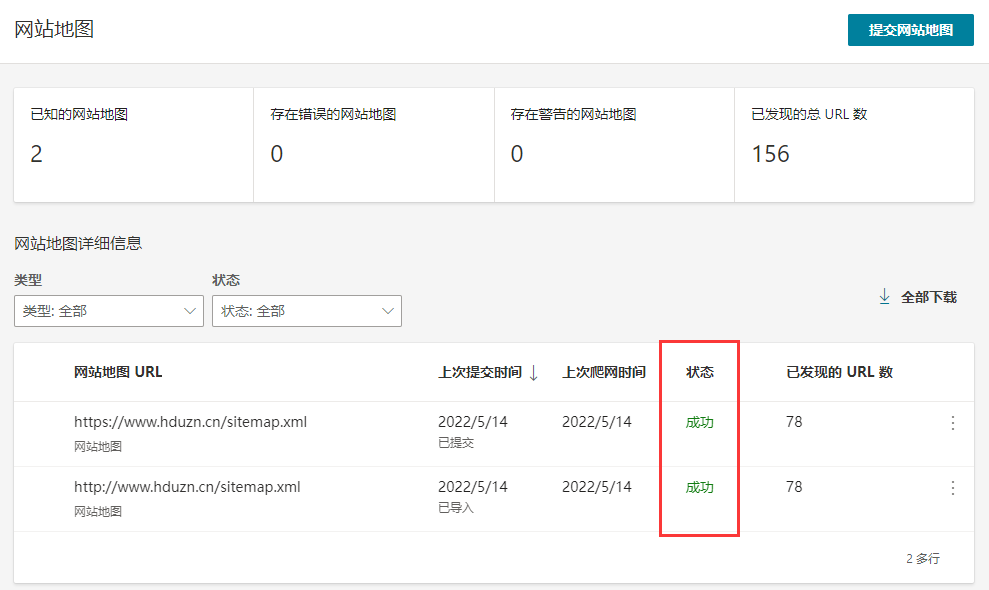 网站地图
提交网站地图
已知的网站地图 存在错误的网站地图 存在警告的网站地图 已发现的总 URL 数
2 0 0 156
网站地图详细信息
类型 状态
类型: 全部 状态: 全部
全部下载
网站地图 URL 上次提交时间 上次爬网时间 状态 已发现的 URL 数
https://www.hduzn.cn/sitemap.xml 2022/5/14 2022/5/14 成功 78
网站地图 已提交
http://www.hduzn.cn/sitemap.xml 2022/5/14 2022/5/14 成功 78
网站地图 已导入
2 多行